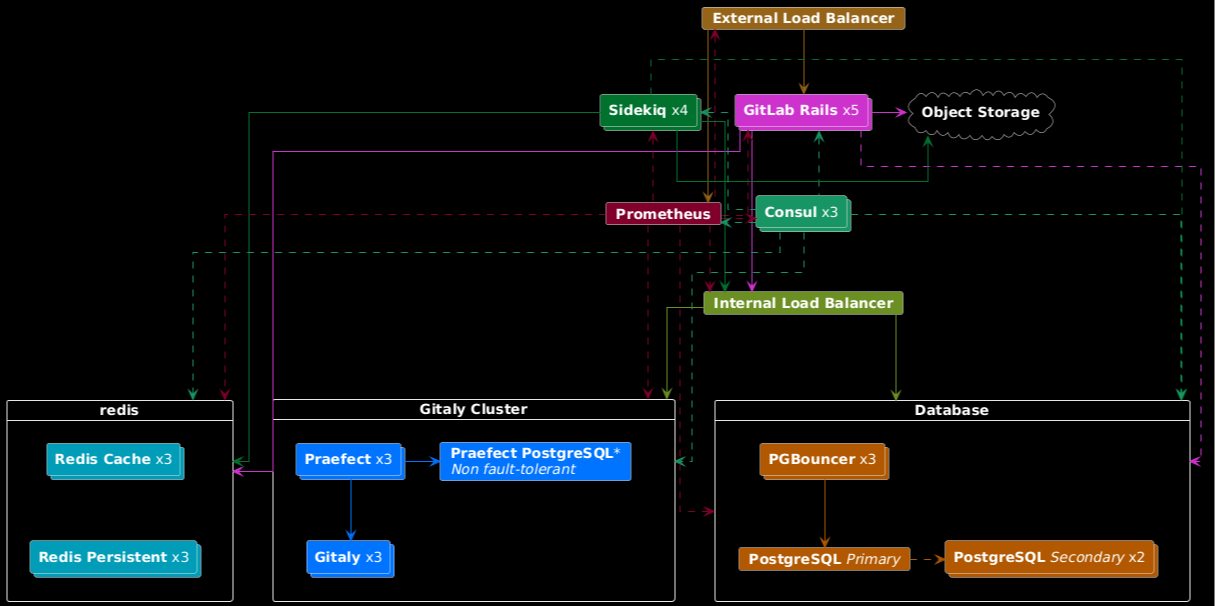 External Load Balancer
Sidekiq x4
GitLab Rails x5
Object Storage
Prometheus
Consul x3
Internal Load Balancer
redis
Gitaly Cluster
Database
Redis Cache x3
Praefect x3
Praefect PostgreSQL*
Non fault-tolerant
PGBouncer x3
Redis Persistent x3
Gitaly x3
PostgreSQL Primary
PostgreSQL Secondary x2